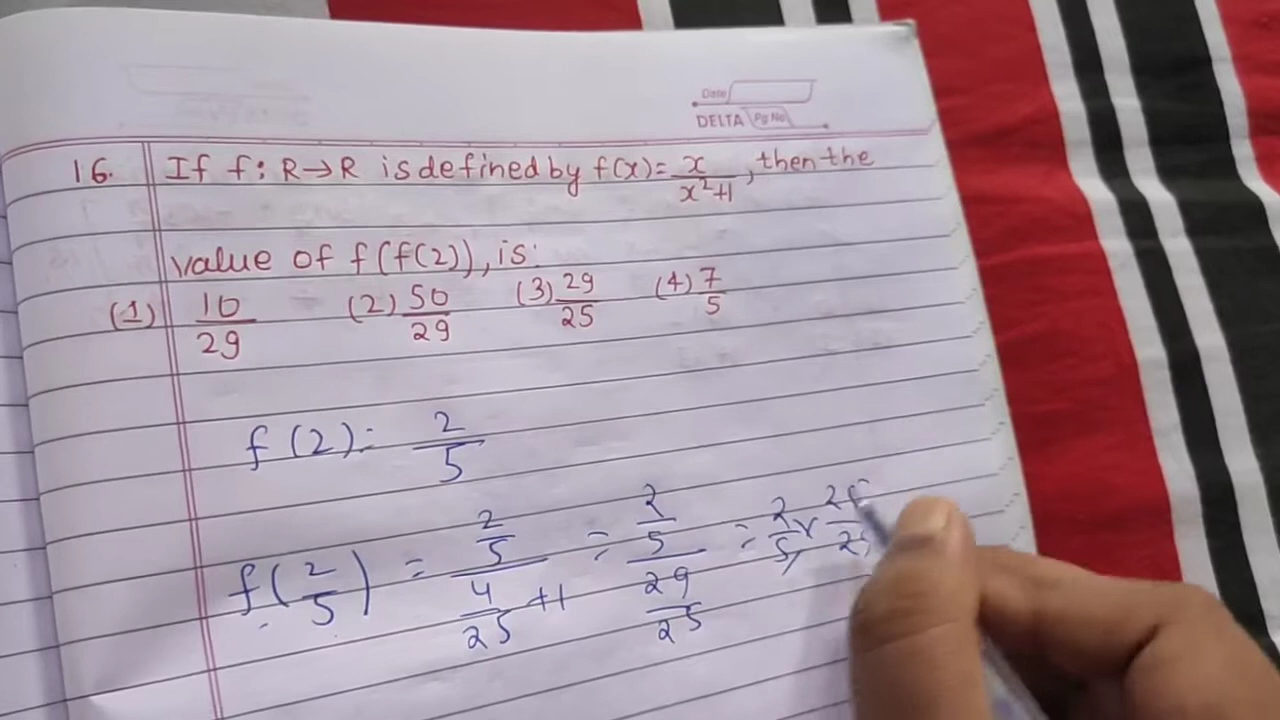 Date
DELTA Pg No
16. If f: R→R is defined by f(x)= x/x²+1, then the
value of f(f(2)), is:
(1) 10/29 (2) 50/29 (3) 29/25 (4) 7/5
f(2): 2/5
f(2/5) = 2/5 / 4/25 +1 = 2/5 / 29/25 = 2/5 ×